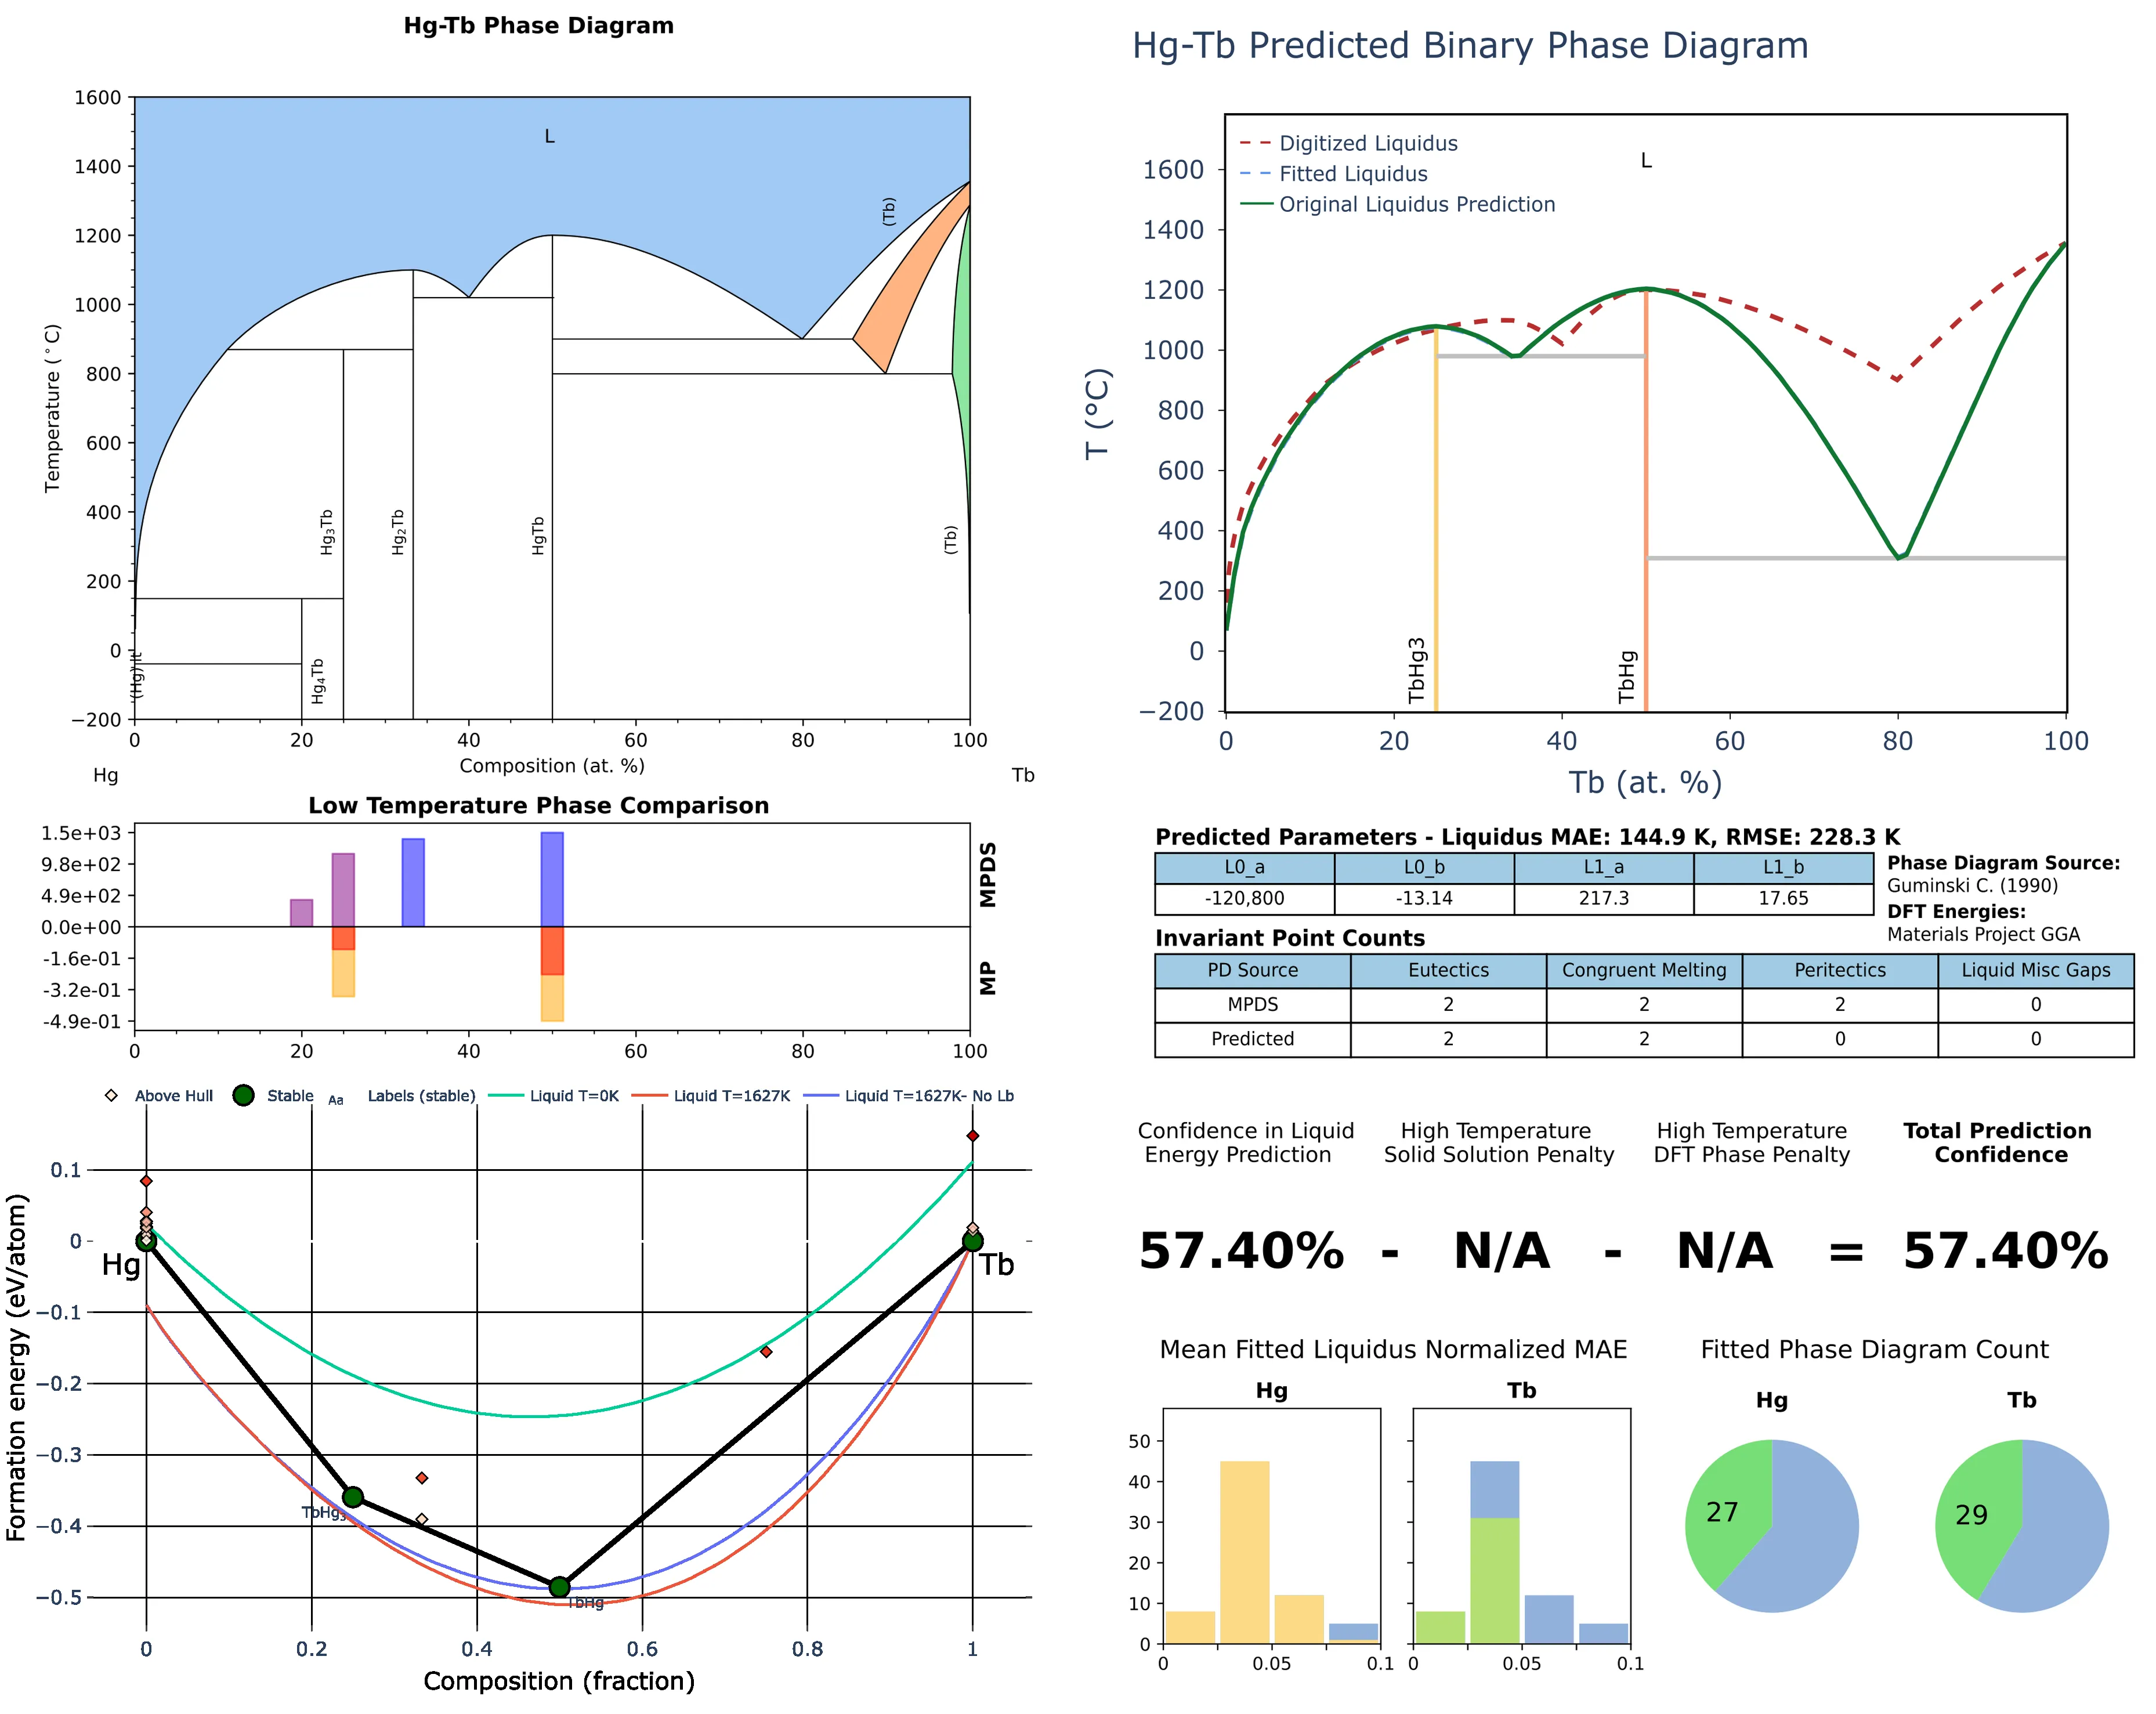 Hg-Tb Phase Diagram
1600
1400
1200
1000
800
600
400
200
0
−200
Temperature (°C)
L
(Tb)
(Tb)
Hg₃Tb
Hg₂Tb
HgTb
Hg₄Tb
(Hg) lt
0 20 40 60 80 100
Composition (at. %)
Hg Tb
Low Temperature Phase Comparison
1.5e+03
9.8e+02
4.9e+02
0.0e+00
-1.6e-01
-3.2e-01
-4.9e-01
MPDS
MP
0 20 40 60 80 100
Above Hull Stable Aa Labels (stable) Liquid T=0K Liquid T=1627K Liquid T=1627K- No Lb
0.1
0
−0.1
−0.2
−0.3
−0.4
−0.5
Formation energy (eV/atom)
Hg
Tb
TbHg₃
TbHg
0 0.2 0.4 0.6 0.8 1
Composition (fraction)
Hg-Tb Predicted Binary Phase Diagram
Digitized Liquidus
Fitted Liquidus
Original Liquidus Prediction
L
1600
1400
1200
1000
800
600
400
200
0
−200
T (°C)
TbHg3
TbHg
0 20 40 60 80 100
Tb (at. %)
Predicted Parameters - Liquidus MAE: 144.9 K, RMSE: 228.3 K
L0_a L0_b L1_a L1_b
-120,800 -13.14 217.3 17.65
Phase Diagram Source:
Guminski C. (1990)
DFT Energies:
Materials Project GGA
Invariant Point Counts
PD Source Eutectics Congruent Melting Peritectics Liquid Misc Gaps
MPDS 2 2 2 0
Predicted 2 2 0 0
Confidence in Liquid
Energy Prediction
High Temperature
Solid Solution Penalty
High Temperature
DFT Phase Penalty
Total Prediction
Confidence
57.40% - N/A - N/A = 57.40%
Mean Fitted Liquidus Normalized MAE
Hg
Tb
50
40
30
20
10
0
0 0.05 0.1
0 0.05 0.1
Fitted Phase Diagram Count
Hg
Tb
27
29